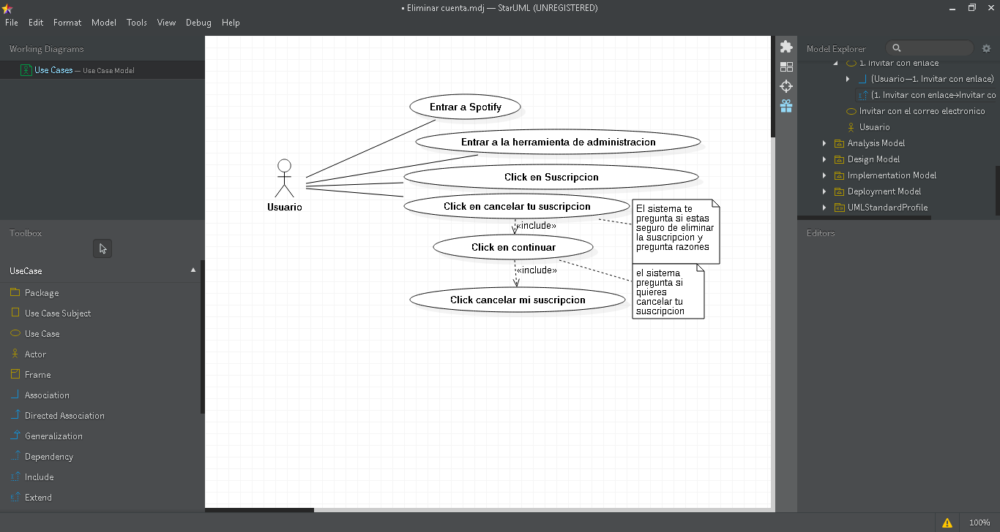 • Eliminar cuenta.mdj — StarUML (UNREGISTERED)
File Edit Format Model Tools View Debug Help
Working Diagrams
Use Cases — Use Case Model
Toolbox
UseCase
Package
Use Case Subject
Use Case
Actor
Frame
Association
Directed Association
Generalization
Dependency
Include
Extend
Usuario
Entrar a Spotify
Entrar a la herramienta de administracion
Click en Suscripcion
Click en cancelar tu suscripcion
«include»
Click en continuar
«include»
Click cancelar mi suscripcion
El sistema te
pregunta si estas
seguro de eliminar
la suscripcion y
pregunta razones
el sistema
pregunta si
quieres
cancelar tu
suscripcion
Model Explorer
1. Invitar con enlace
(Usuario—1. Invitar con enlace)
(1. Invitar con enlace→Invitar co
Invitar con el correo electronico
Usuario
Analysis Model
Design Model
Implementation Model
Deployment Model
UMLStandardProfile
Editors
100%